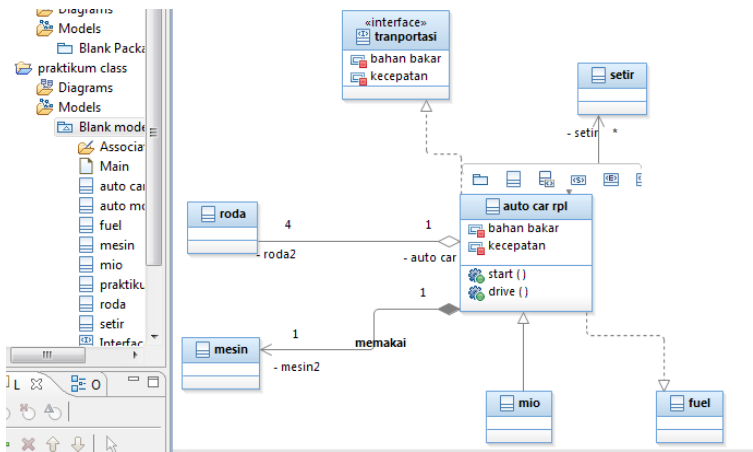 Diagrams
Models
Blank Packa
praktikum class
Diagrams
Models
Blank mode
Associa
Main
auto car
auto mo
fuel
mesin
mio
praktiku
roda
setir
Interfac
L
O
«interface»
tranportasi
bahan bakar
kecepatan
setir
- setir *
roda
4
1
- roda2
- auto car
auto car rpl
bahan bakar
kecepatan
start ( )
drive ( )
1
1
memakai
mesin
- mesin2
mio
fuel